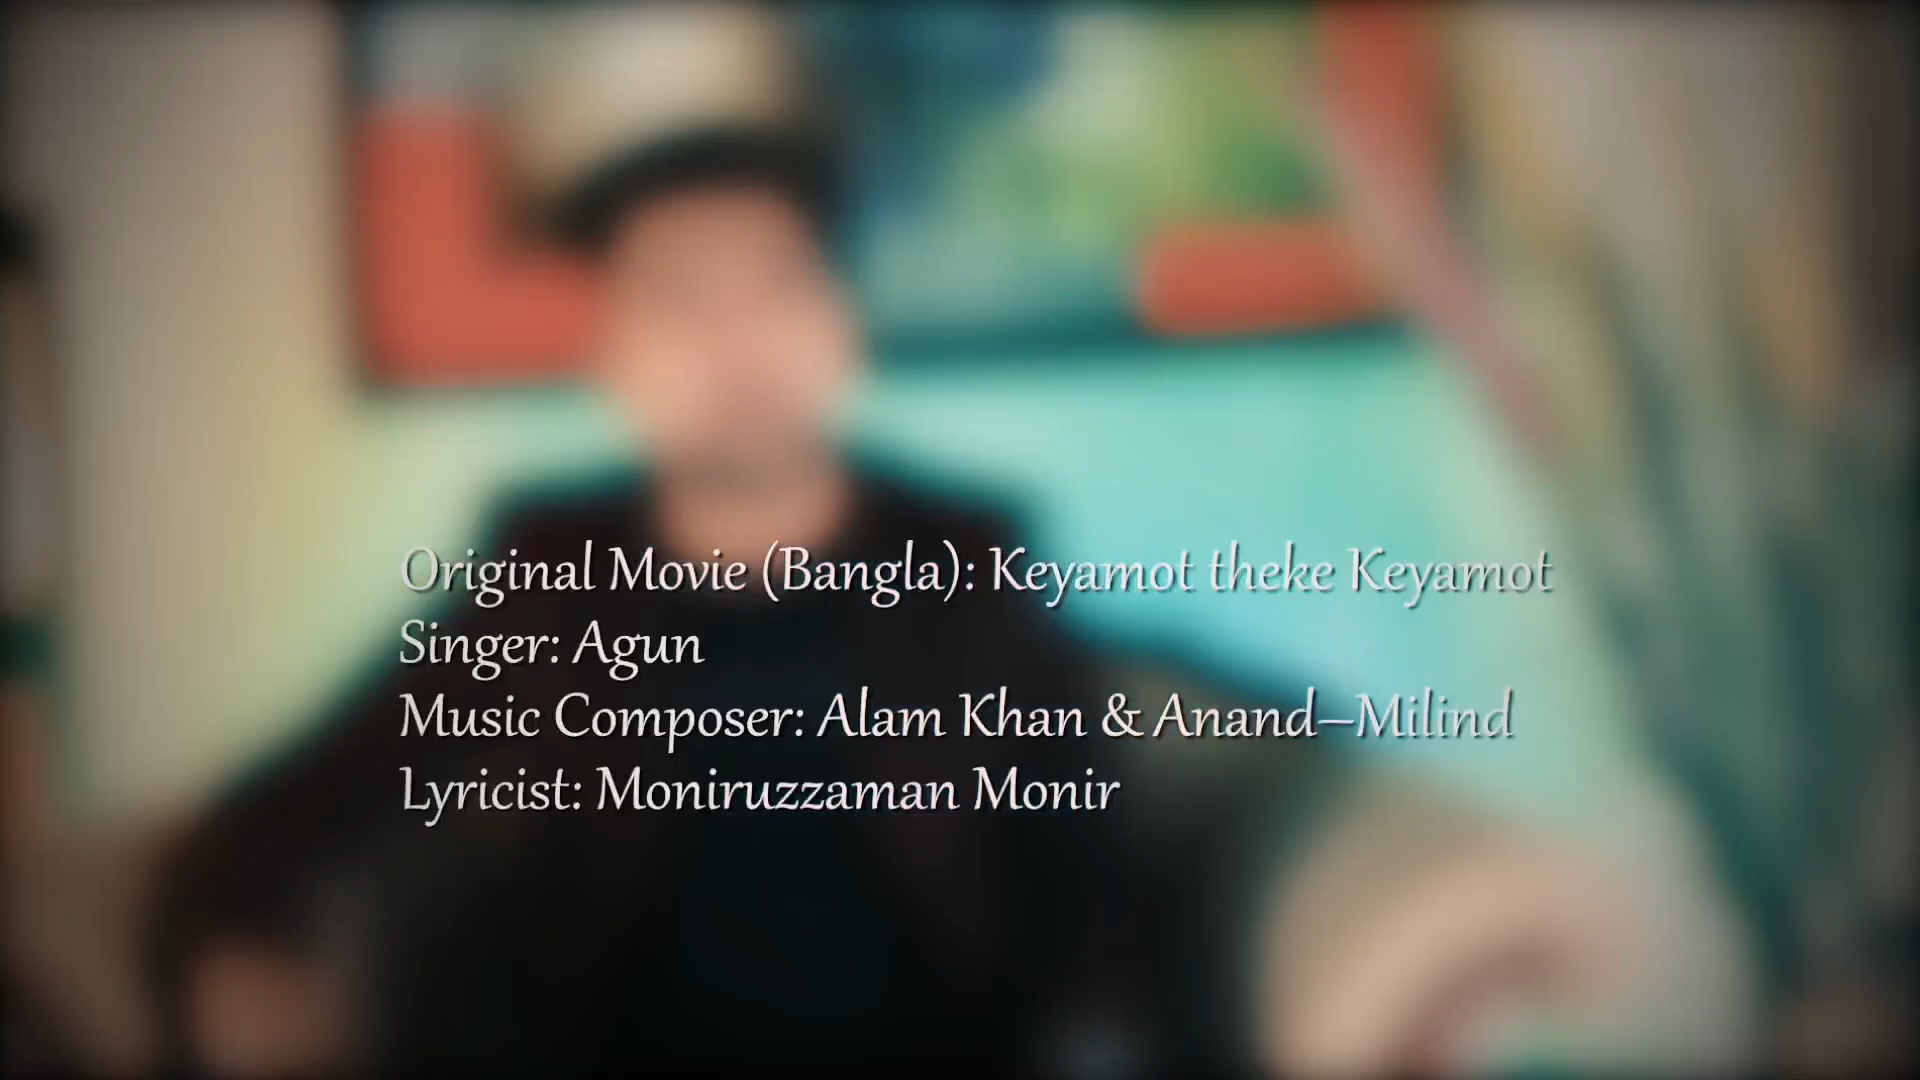 Original Movie (Bangla): Keyamot theke Keyamot
Singer: Agun
Music Composer: Alam Khan & Anand–Milind
Lyricist: Moniruzzaman Monir